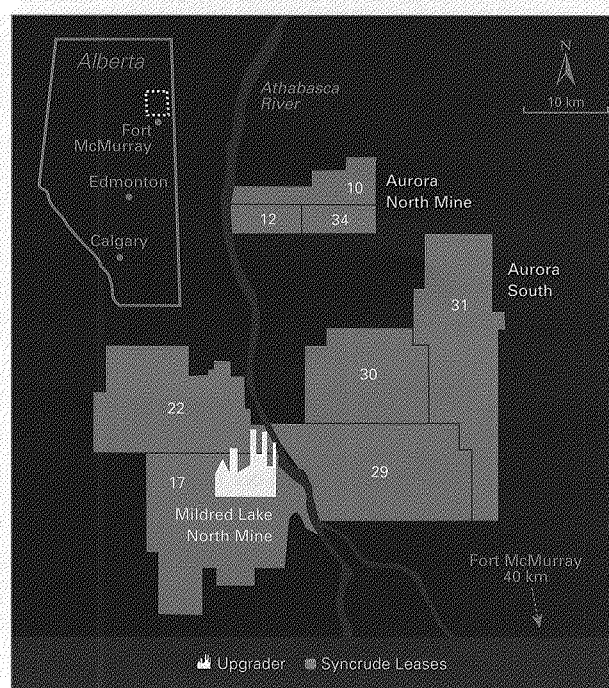 Alberta
Fort
McMurray
Edmonton
Calgary
Athabasca
River
N
10 km
10
12
34
Aurora
North Mine
Aurora
South
31
30
22
29
17
Mildred Lake
North Mine
Fort McMurray
40 km
Upgrader
Syncrude Leases